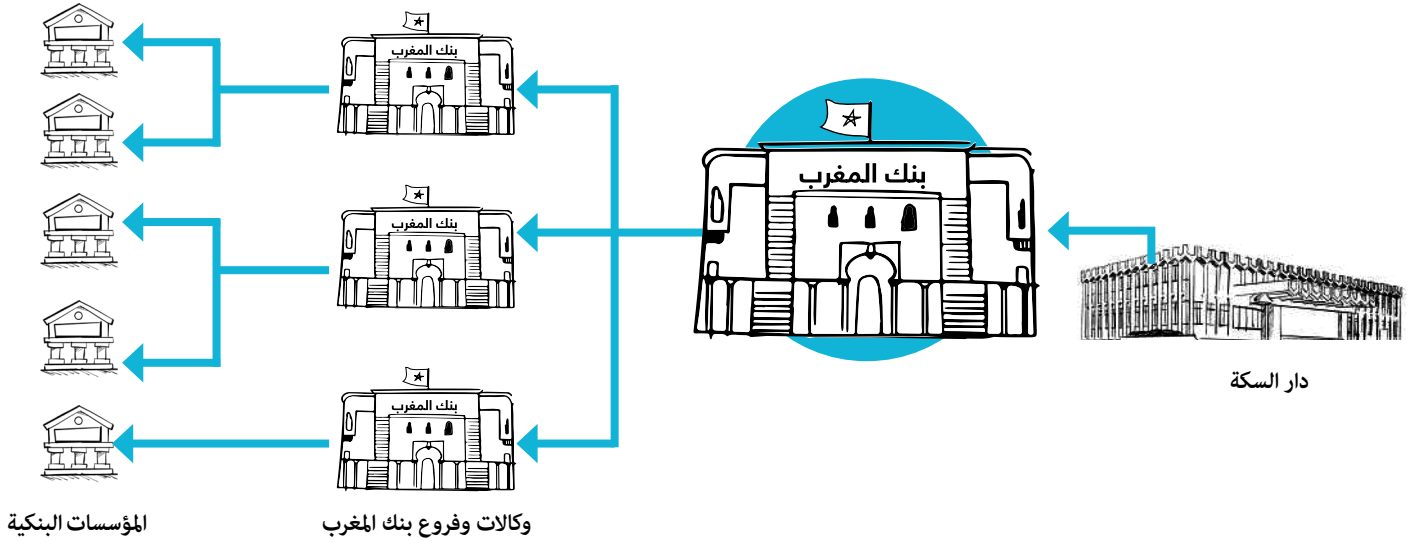 بنك المغرب
دار السكة
بنك المغرب
بنك المغرب
بنك المغرب
وكالات وفروع بنك المغرب
المؤسسات البنكية